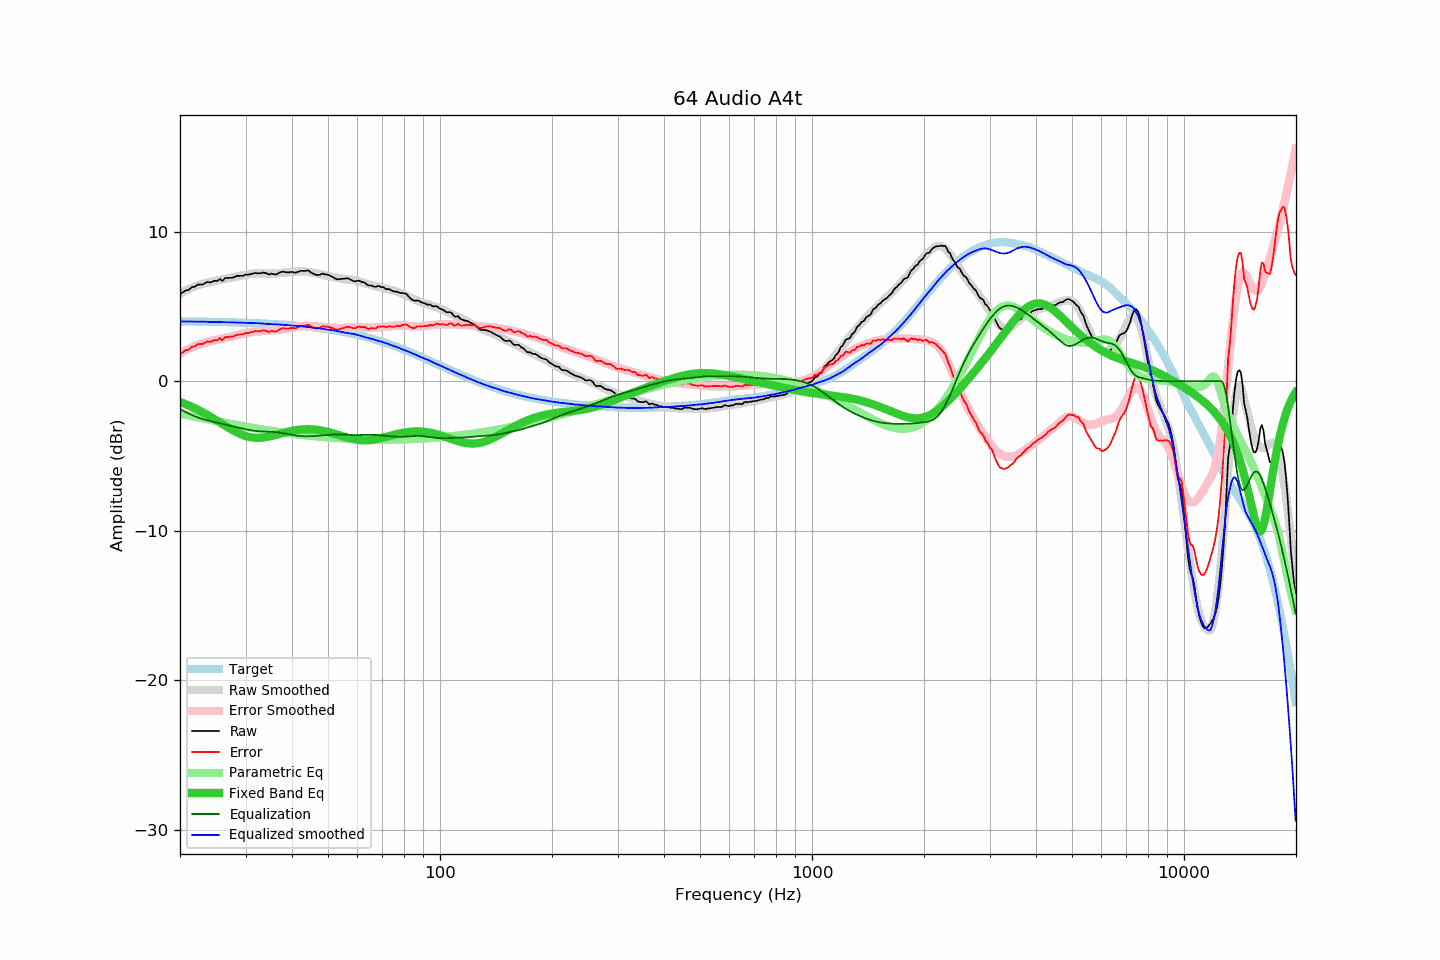 64 Audio A4t
Amplitude (dBr)
10
0
−10
−20
−30
Target
Raw Smoothed
Error Smoothed
Raw
Error
Parametric Eq
Fixed Band Eq
Equalization
Equalized smoothed
100
1000
10000
Frequency (Hz)